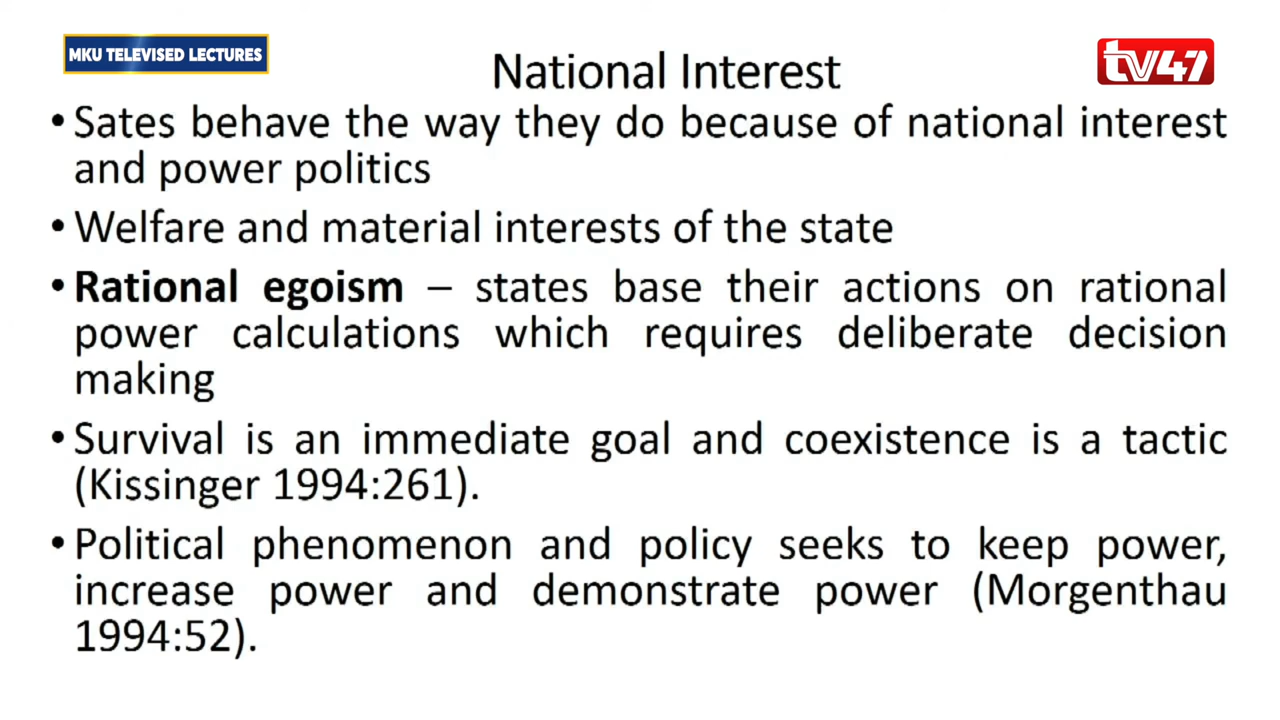 MKU TELEVISED LECTURES
tv47
National Interest
• Sates behave the way they do because of national interest
and power politics
• Welfare and material interests of the state
• Rational egoism – states base their actions on rational
power calculations which requires deliberate decision
making
• Survival is an immediate goal and coexistence is a tactic
(Kissinger 1994:261).
• Political phenomenon and policy seeks to keep power,
increase power and demonstrate power (Morgenthau
1994:52).